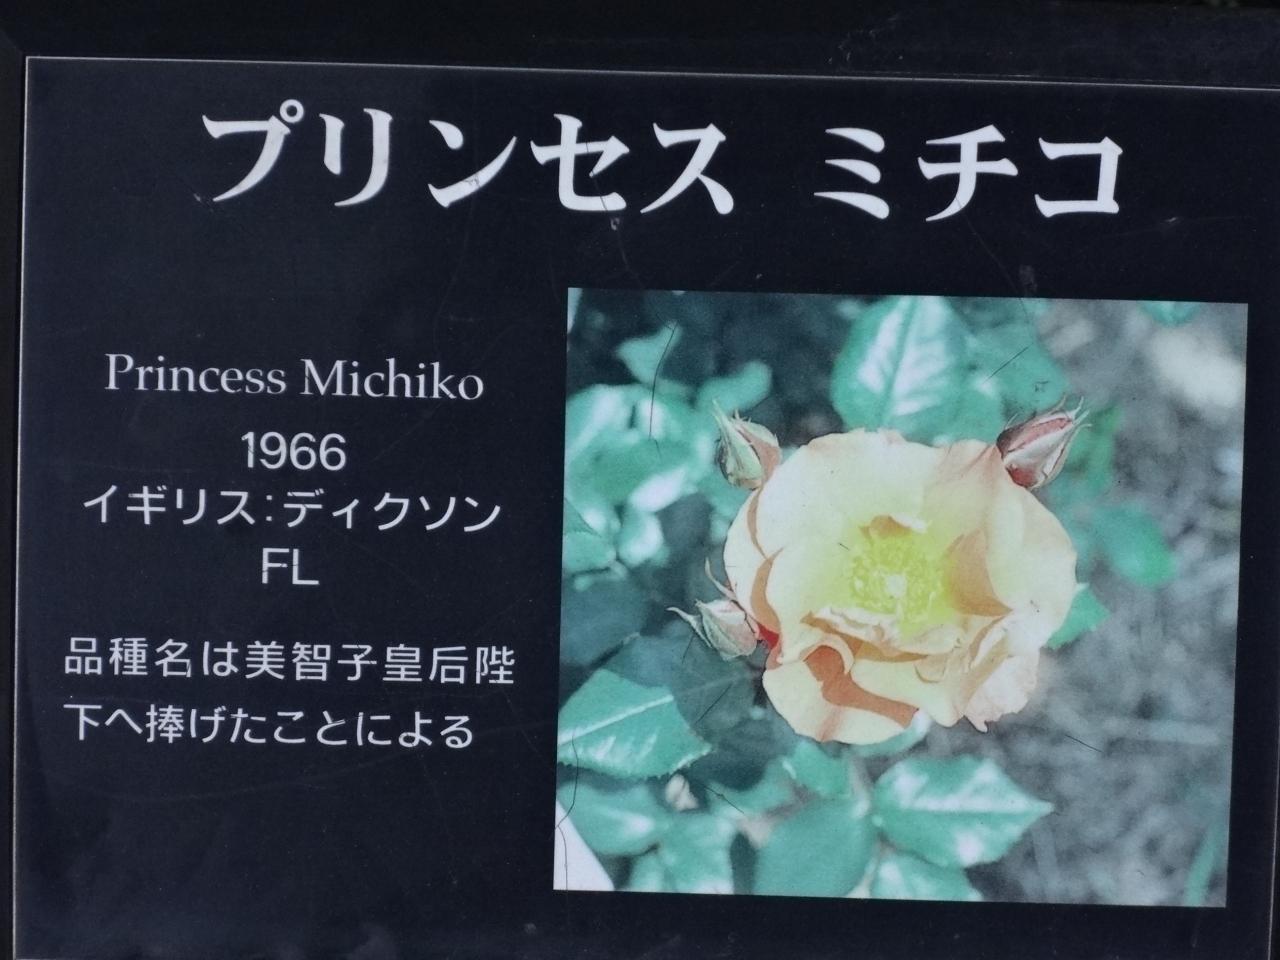 プリンセス ミチコ
Princess Michiko
1966
イギリス:ディクソン
FL
品種名は美智子皇后陛
下へ捧げたことによる